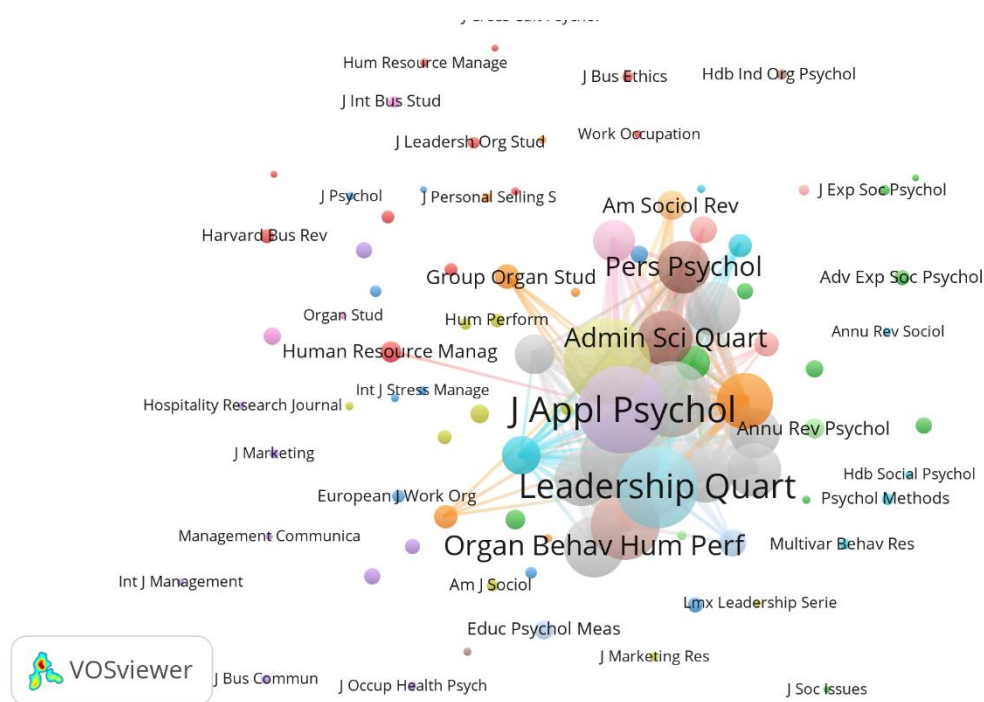 Hum Resource Manage
J Bus Ethics
Hdb Ind Org Psychol
J Int Bus Stud
J Leadersh Org Stud
Work Occupation
J Psychol
J Personal Selling S
J Exp Soc Psychol
Am Sociol Rev
Harvard Bus Rev
Pers Psychol
Group Organ Stud
Adv Exp Soc Psychol
Organ Stud
Hum Perform
Annu Rev Sociol
Admin Sci Quart
Human Resource Manag
Int J Stress Manage
Hospitality Research Journal
J Appl Psychol
Annu Rev Psychol
J Marketing
Hdb Social Psychol
Leadership Quart
European J Work Org
Psychol Methods
Management Communica
Organ Behav Hum Perf
Multivar Behav Res
Int J Management
Am J Sociol
Lmx Leadership Serie
Educ Psychol Meas
J Marketing Res
VOSviewer
J Bus Commun
J Occup Health Psych
J Soc Issues